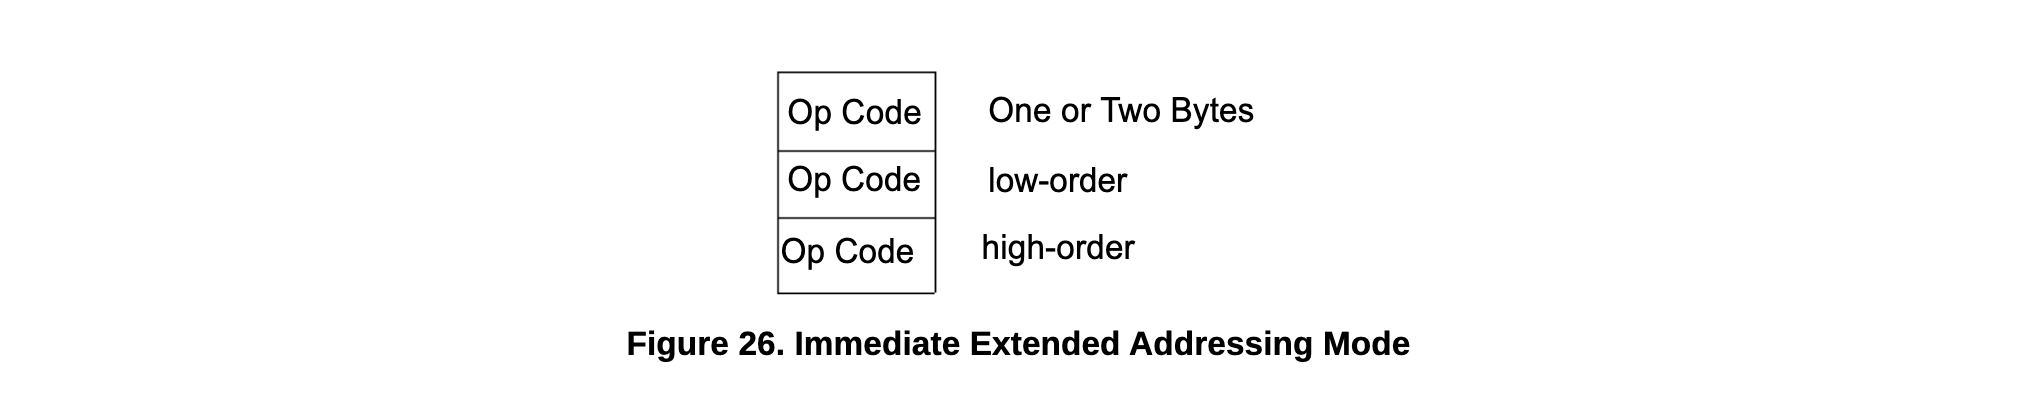 Op Code One or Two Bytes
Op Code low-order
Op Code high-order
Figure 26. Immediate Extended Addressing Mode